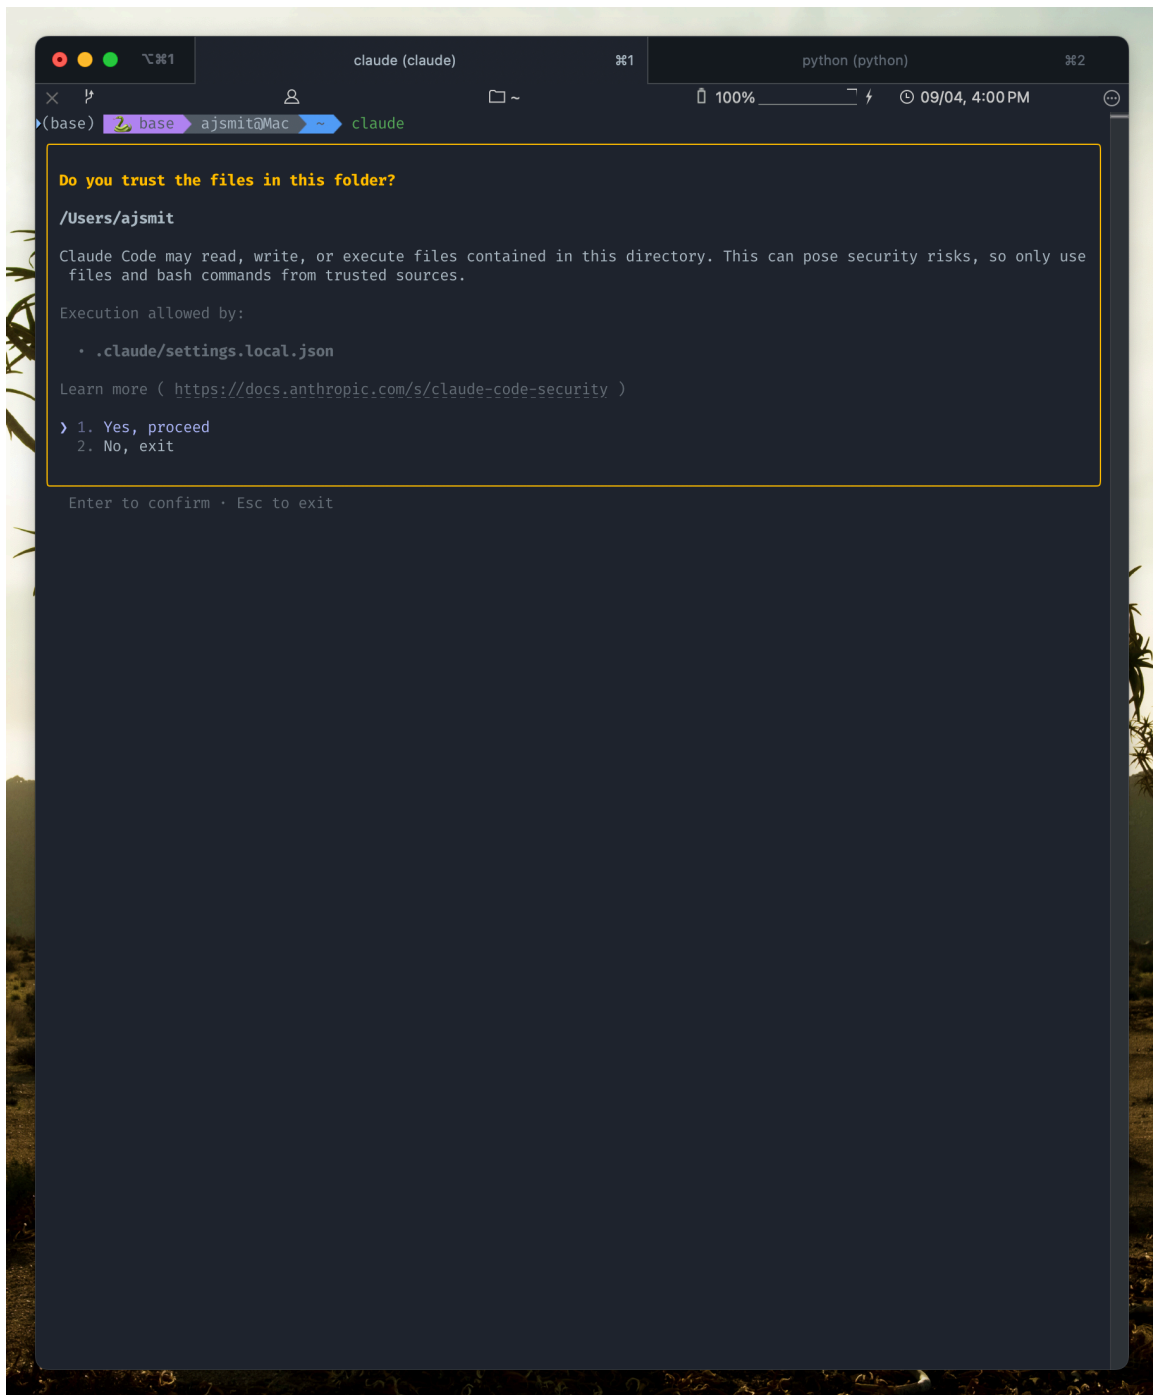 ⌥⌘1
claude (claude)
⌘1
python (python)
⌘2
~
100%
09/04, 4:00 PM
(base) base ajsmit@Mac ~ claude
Do you trust the files in this folder?
/Users/ajsmit
Claude Code may read, write, or execute files contained in this directory. This can pose security risks, so only use
files and bash commands from trusted sources.
Execution allowed by:
• .claude/settings.local.json
Learn more ( https://docs.anthropic.com/s/claude-code-security )
❯ 1. Yes, proceed
2. No, exit
Enter to confirm · Esc to exit